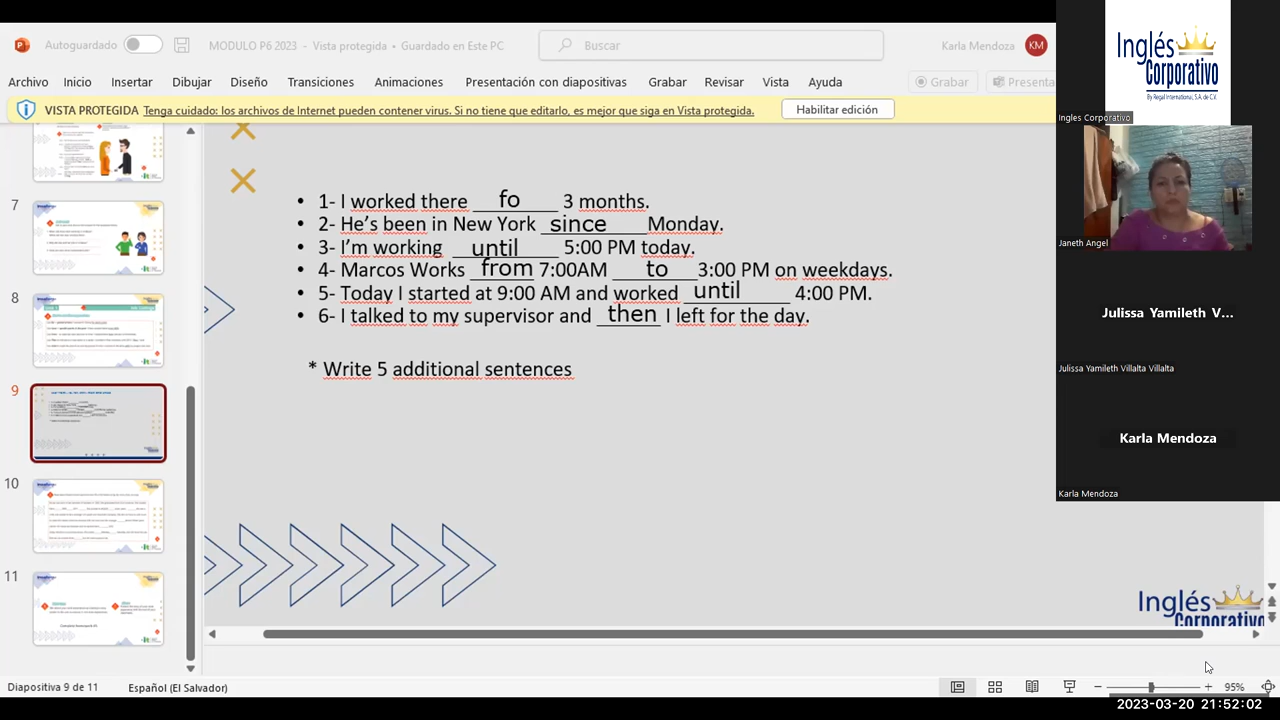 Autoguardado
MODULO P6 2023 - Vista protegida • Guardado en Este PC
Buscar
Karla Mendoza KM
Archivo Inicio Insertar Dibujar Diseño Transiciones Animaciones Presentación con diapositivas Grabar Revisar Vista Ayuda
Grabar
Presenta
VISTA PROTEGIDA Tenga cuidado: los archivos de Internet pueden contener virus. Si no tiene que editarlo, es mejor que siga en Vista protegida.
Habilitar edición
7
8
9
10
11
• 1- I worked there fo 3 months.
• 2- He's been in New York since Monday.
• 3- I'm working until 5:00 PM today.
• 4- Marcos Works from 7:00AM to 3:00 PM on weekdays.
• 5- Today I started at 9:00 AM and worked until 4:00 PM.
• 6- I talked to my supervisor and then I left for the day.
* Write 5 additional sentences
Inglés
Corporativo
Inglés
Corporativo
By Regal International, S.A. de C.V.
Ingles Corporativo
Janeth Angel
Julissa Yamileth V...
Julissa Yamileth Villalta Villalta
Karla Mendoza
Karla Mendoza
Diapositiva 9 de 11
Español (El Salvador)
95%
2023-03-20 21:52:02